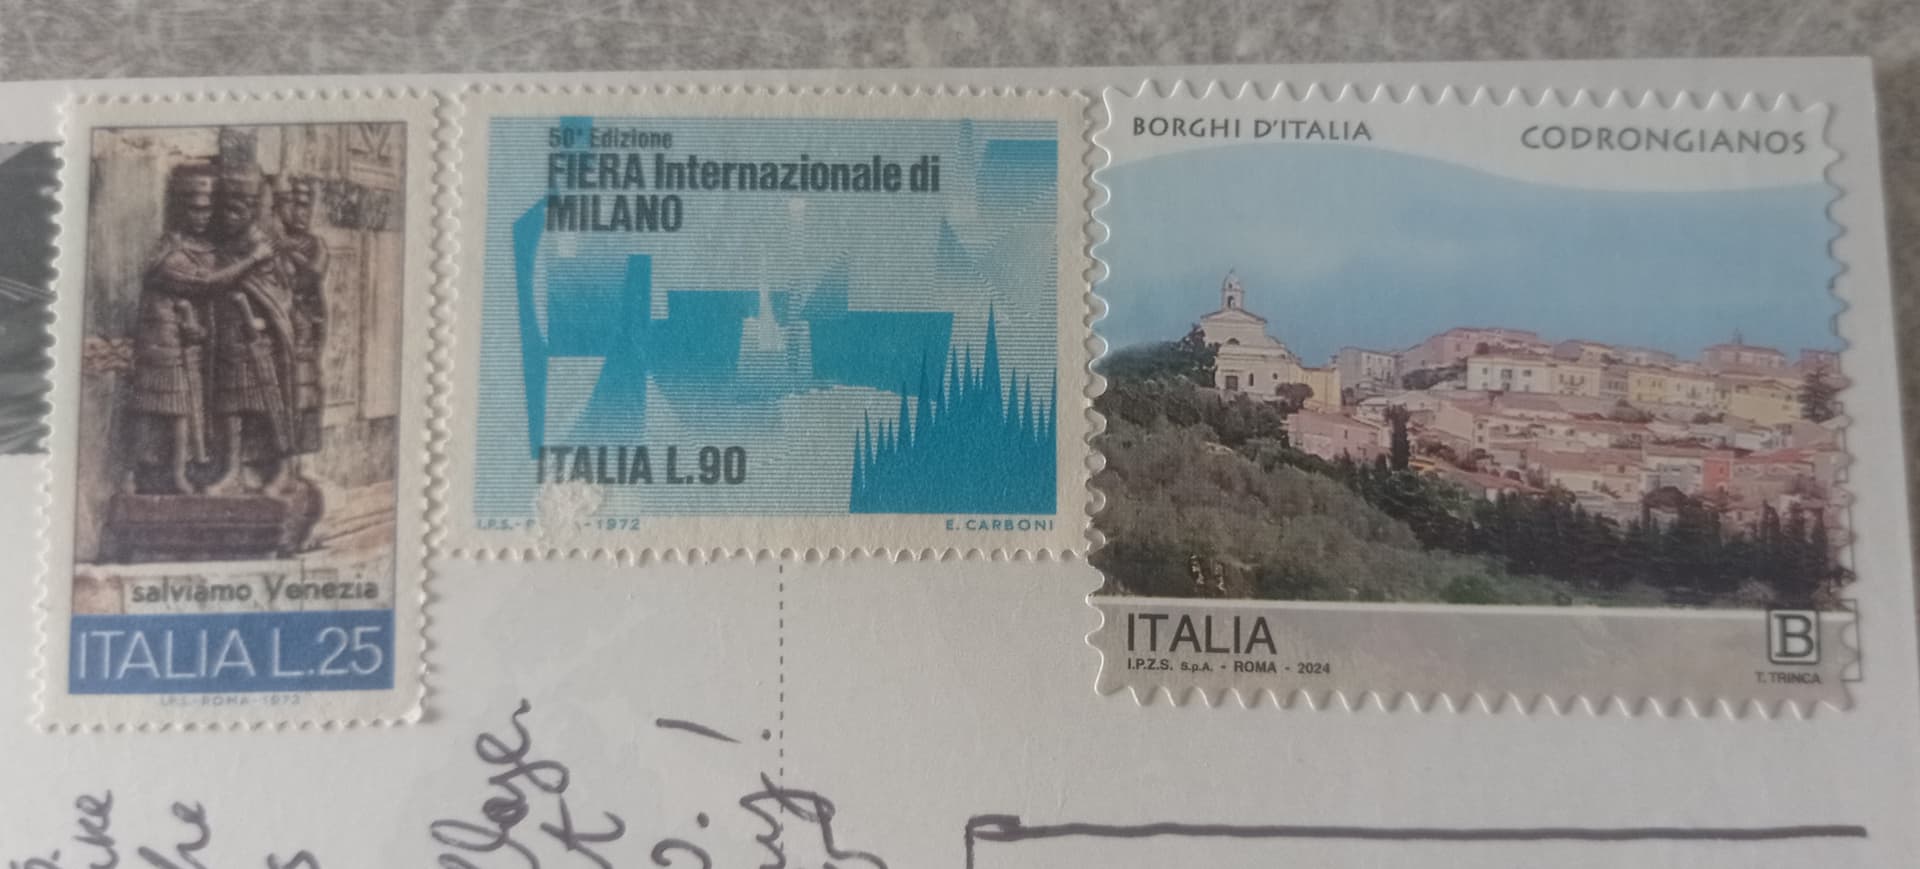 salviamo Venezia
ITALIA L.25
I.P.S.-ROMA-1973
50ª Edizione
FIERA Internazionale di
MILANO
ITALIA L.90
I.P.S.- -1972
E. CARBONI
BORGHI D'ITALIA
CODRONGIANOS
ITALIA
I.P.Z.S. S.p.A. - ROMA - 2024
B
T. TRINCA